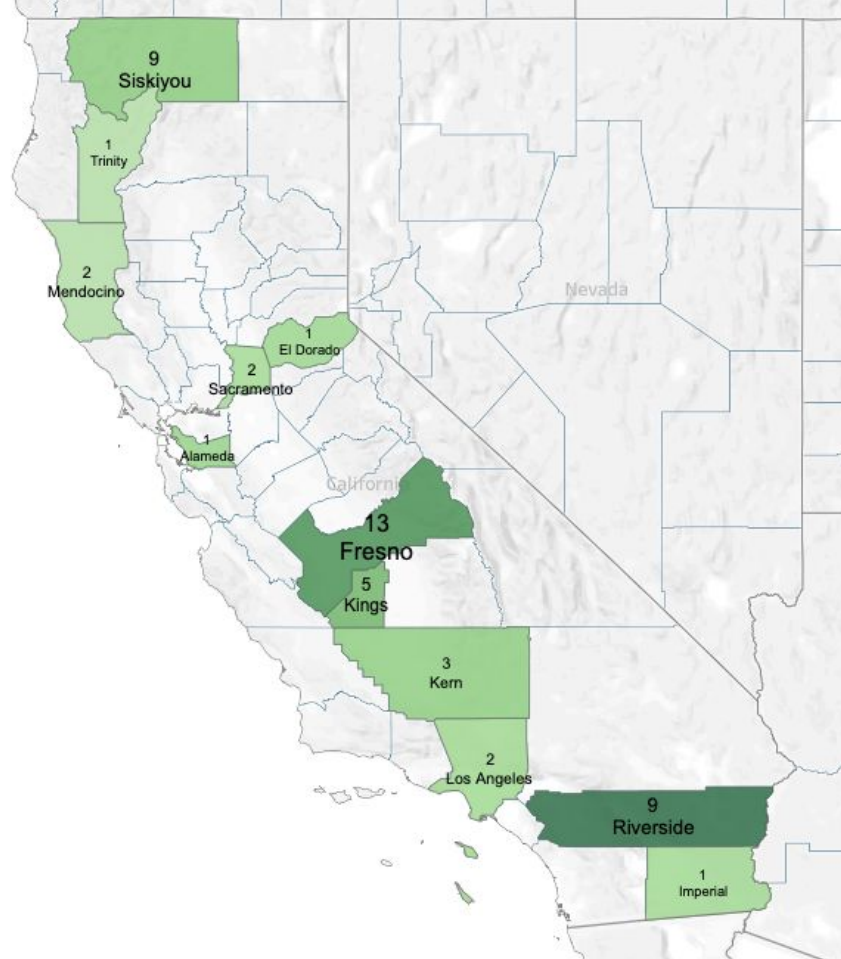 9
Siskiyou
1
Trinity
2
Mendocino
Nevada
1
El Dorado
2
Sacramento
1
Alameda
California
13
Fresno
5
Kings
3
Kern
2
Los Angeles
9
Riverside
1
Imperial